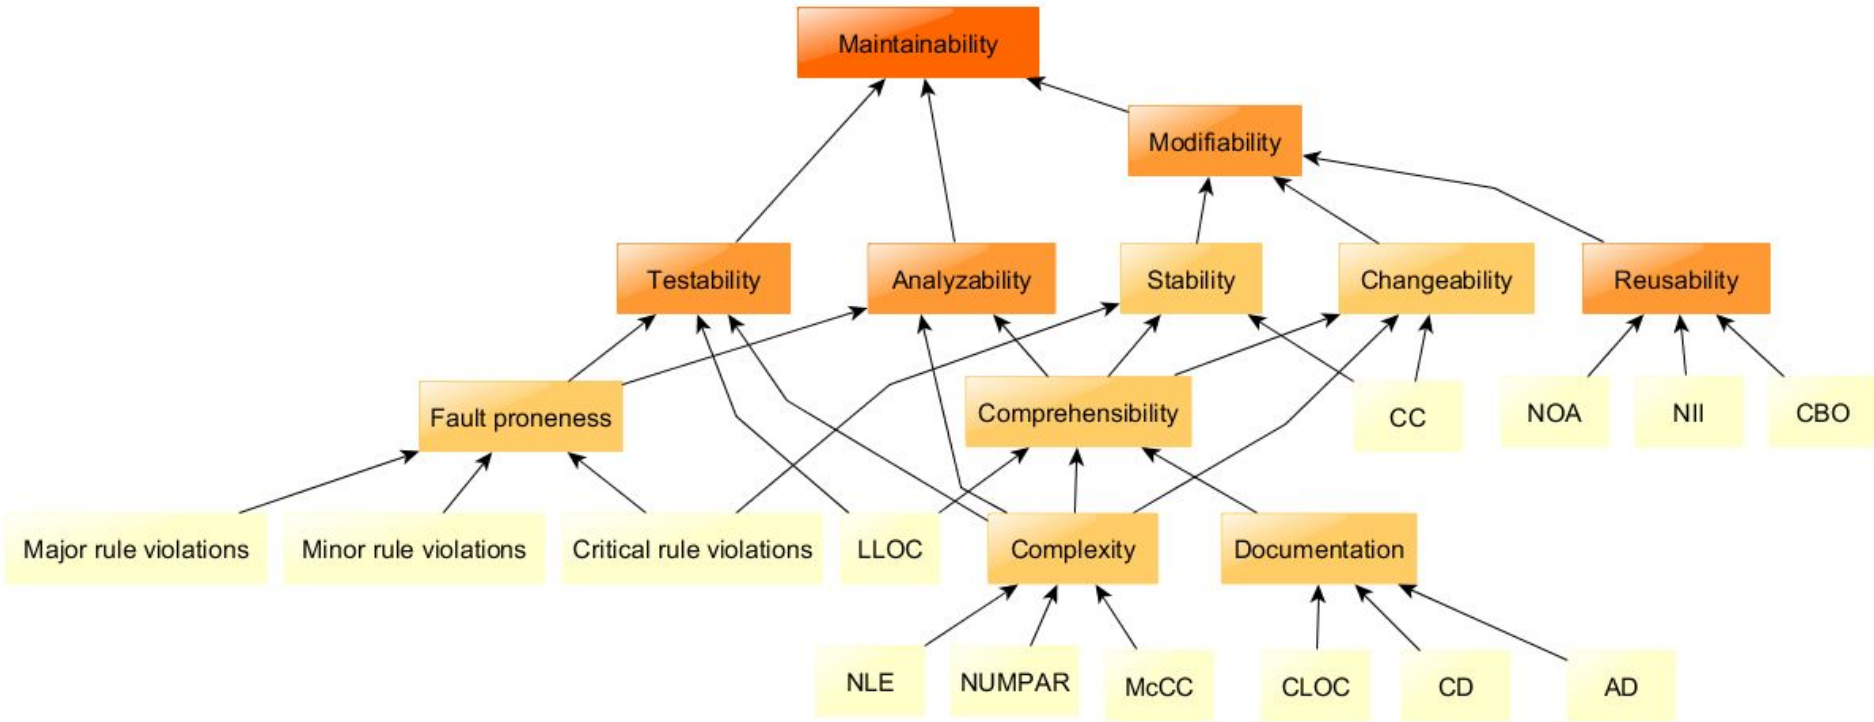 Maintainability
Modifiability
Testability
Analyzability
Stability
Changeability
Reusability
Fault proneness
Comprehensibility
CC
NOA
NII
CBO
Major rule violations
Minor rule violations
Critical rule violations
LLOC
Complexity
Documentation
NLE
NUMPAR
McCC
CLOC
CD
AD